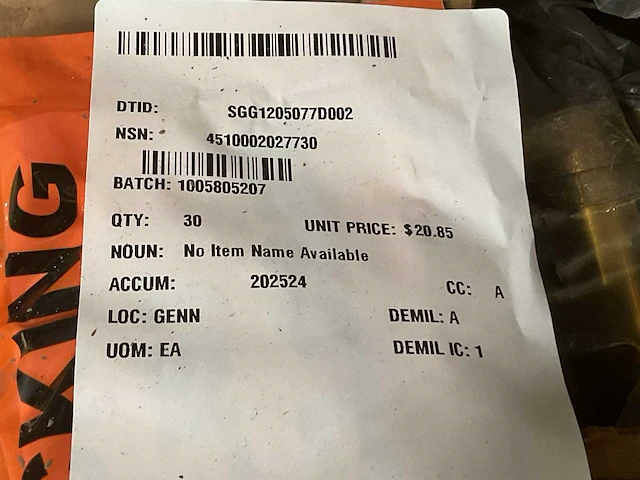 DTID: SGG1205077D002
NSN: 4510002027730
BATCH: 1005805207
QTY: 30 UNIT PRICE: $20.85
NOUN: No Item Name Available
ACCUM: 202524 CC: A
LOC: GENN DEMIL: A
UOM: EA DEMIL IC: 1
XING